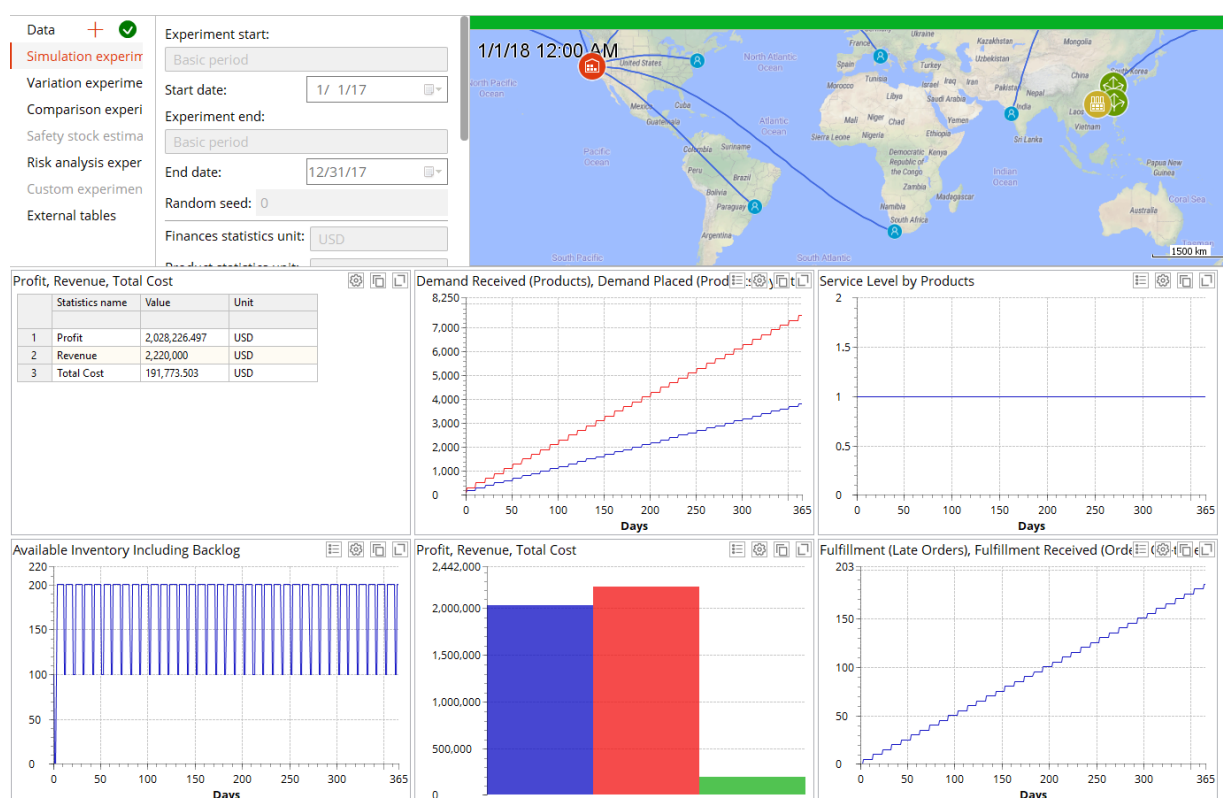 Data
Simulation experim
Variation experime
Comparison experi
Safety stock estima
Risk analysis exper
Custom experimen
External tables
Experiment start:
Basic period
Start date: 1/ 1/17
Experiment end:
Basic period
End date: 12/31/17
Random seed: 0
Finances statistics unit: USD
1/1/18 12:00 AM
North Pacific
Ocean
United States
Mexico
Cuba
Guatemala
North Atlantic
Ocean
Atlantic
Ocean
Pacific
Ocean
Colombia
Suriname
Peru
Brazil
Bolivia
Paraguay
Argentina
South Pacific
South Atlantic
France
Ukraine
Kazakhstan
Mongolia
Spain
Turkey
Uzbekistan
Morocco
Tunisia
Israel
Iraq
Iran
Pakistan
Nepal
China
South Korea
Libya
Saudi Arabia
India
Laos
Vietnam
Mali
Niger
Chad
Yemen
Sierra Leone
Nigeria
Ethiopia
Sri Lanka
Democratic
Republic of
the Congo
Kenya
Indian
Ocean
Zambia
Madagascar
Namibia
South Africa
Papua New
Guinea
Australia
Coral Sea
Tasman
1500 km
Profit, Revenue, Total Cost
Statistics name Value Unit
1 Profit 2,028,226.497 USD
2 Revenue 2,220,000 USD
3 Total Cost 191,773.503 USD
Demand Received (Products), Demand Placed (Prod
8,250
7,000
6,000
5,000
4,000
3,000
2,000
1,000
0
0 50 100 150 200 250 300 365
Days
Service Level by Products
2
1.5
1
0.5
0
0 50 100 150 200 250 300 365
Days
Available Inventory Including Backlog
220
200
150
100
50
0
0 50 100 150 200 250 300 365
Days
Profit, Revenue, Total Cost
2,442,000
2,000,000
1,500,000
1,000,000
500,000
0
Fulfillment (Late Orders), Fulfillment Received (Orde
203
150
100
50
0
0 50 100 150 200 250 300 365
Days